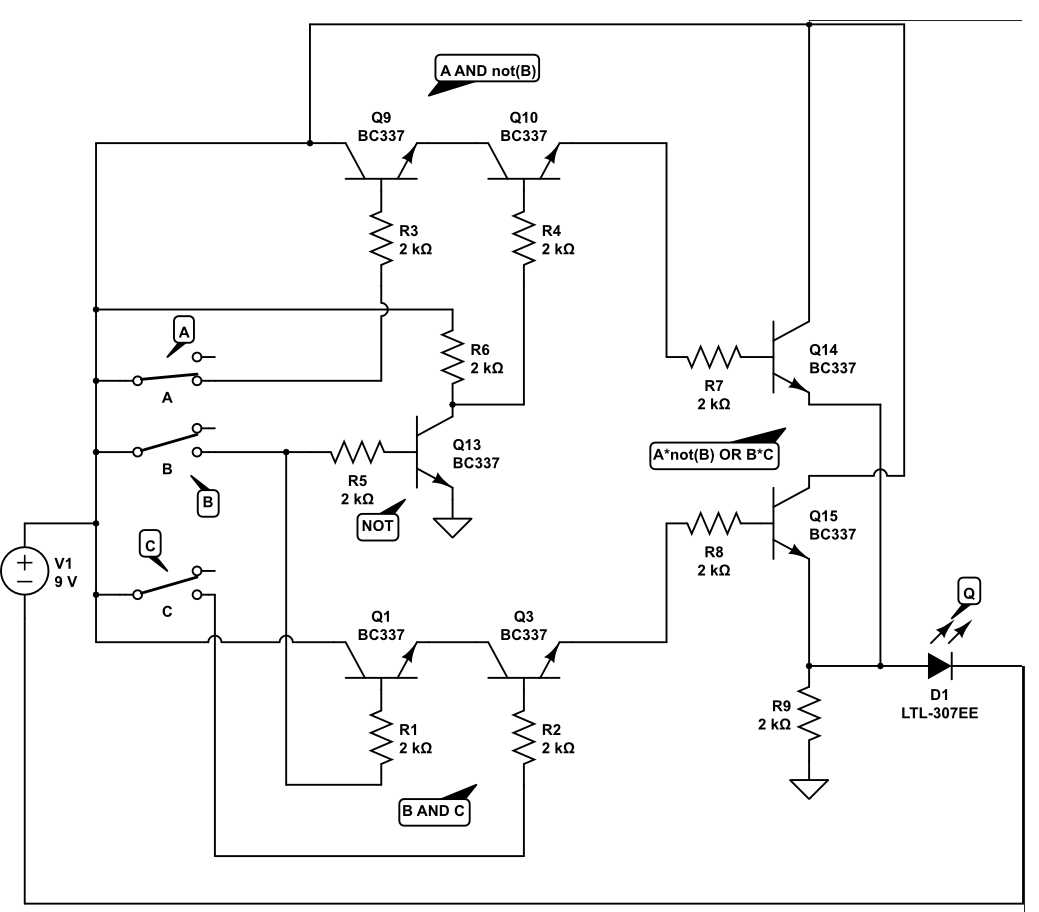 A AND not(B)
Q9
BC337
Q10
BC337
R3
2 kΩ
R4
2 kΩ
A
A
R6
2 kΩ
Q14
BC337
R7
2 kΩ
B
B
R5
2 kΩ
Q13
BC337
A*not(B) OR B*C
NOT
Q15
BC337
R8
2 kΩ
C
C
V1
9 V
+
−
Q1
BC337
Q3
BC337
Q
D1
LTL-307EE
R9
2 kΩ
R1
2 kΩ
R2
2 kΩ
B AND C